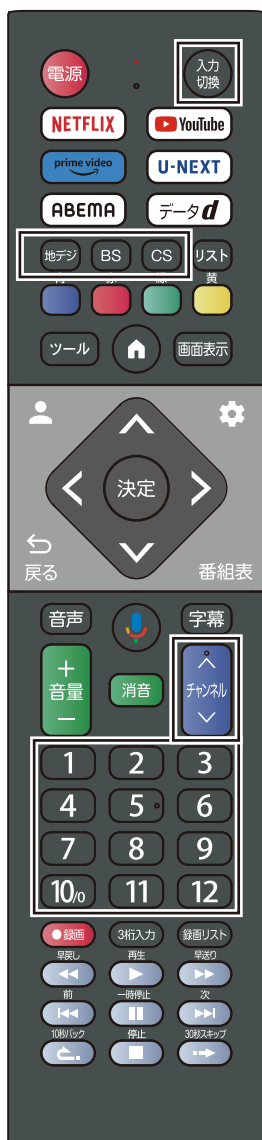 電源
入力
切換
NETFLIX
YouTube
prime video
U-NEXT
ABEMA
データd
地デジ
BS
CS
リスト
黄
ツール
画面表示
決定
戻る
番組表
音声
字幕
+
音量
−
消音
チャンネル
1
2
3
4
5
6
7
8
9
10/0
11
12
●録画
3桁入力
録画リスト
早戻し
再生
早送り
前
一時停止
次
10秒バック
停止
30秒スキップ